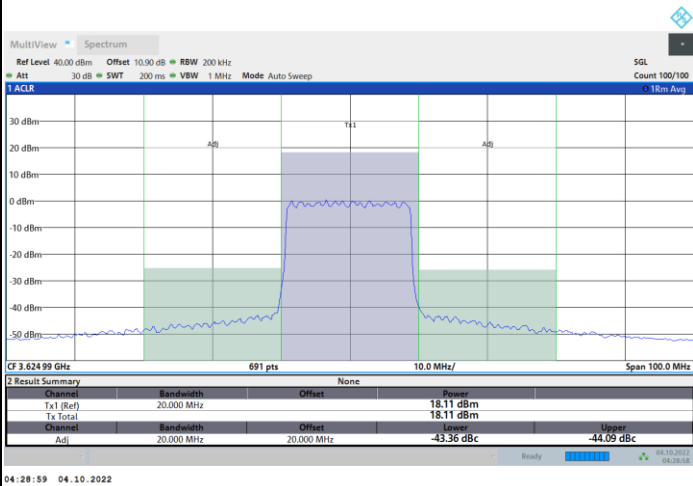 MultiView Spectrum
Ref Level 40.00 dBm Offset 10.90 dB RBW 200 kHz SGL
Att 30 dB SWT 200 ms VBW 1 MHz Mode Auto Sweep Count 100/100
1 ACLR 1Rm Avg
30 dBm
Tx1
20 dBm
Adj Adj
10 dBm
0 dBm
-10 dBm
-20 dBm
-30 dBm
-40 dBm
-50 dBm
CF 3.62499 GHz 691 pts 10.0 MHz/ Span 100.0 MHz
2 Result Summary None
Channel Bandwidth Offset Power
Tx1 (Ref) 20.000 MHz 18.11 dBm
Tx Total 18.11 dBm
Channel Bandwidth Offset Lower Upper
Adj 20.000 MHz 20.000 MHz -43.36 dBc -44.09 dBc
Ready 04.10.2022
04:28:58
04:28:59 04.10.2022